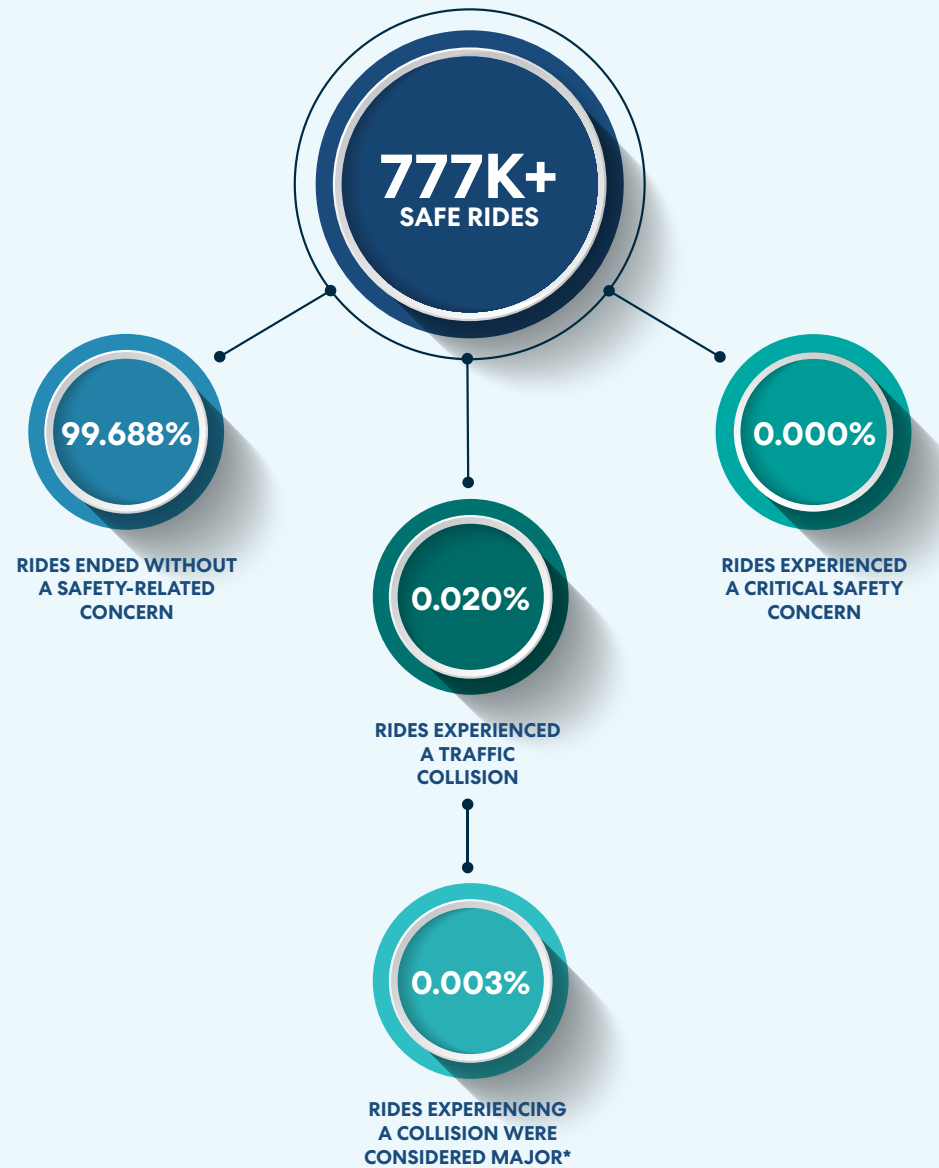 777K+
SAFE RIDES
99.688%
RIDES ENDED WITHOUT
A SAFETY-RELATED
CONCERN
0.020%
RIDES EXPERIENCED
A TRAFFIC
COLLISION
0.000%
RIDES EXPERIENCED
A CRITICAL SAFETY
CONCERN
0.003%
RIDES EXPERIENCING
A COLLISION WERE
CONSIDERED MAJOR*